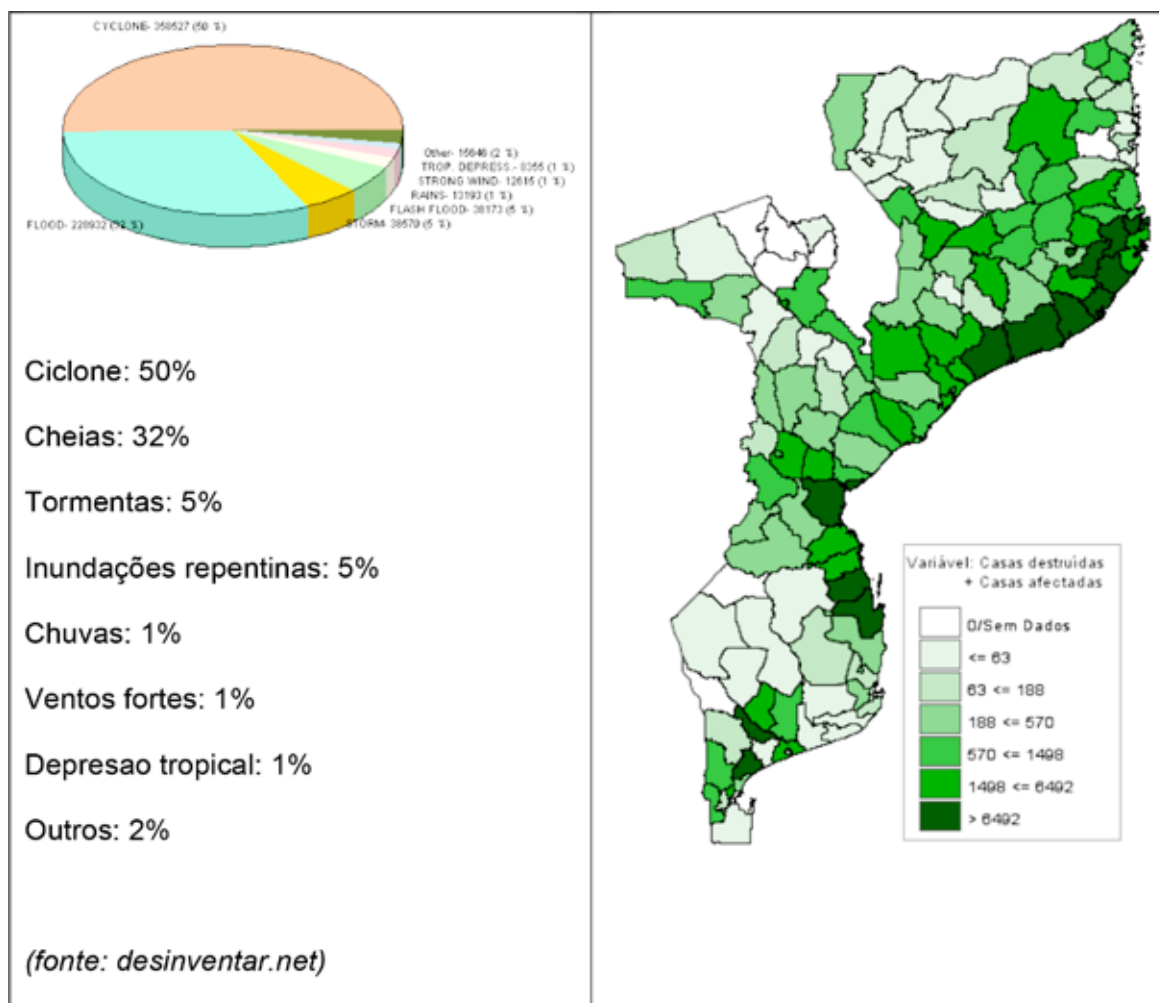 CYCLONE- 358527 (50 %)
Other- 15646 (2 %)
TROP. DEPRESS.- 8355 (1 %)
STRONG WIND- 12615 (1 %)
RAINS- 13193 (1 %)
FLASH FLOOD- 38173 (5 %)
STORM- 38570 (5 %)
FLOOD- 228932 (32 %)
Ciclone: 50%
Cheias: 32%
Tormentas: 5%
Inundações repentinas: 5%
Chuvas: 1%
Ventos fortes: 1%
Depresao tropical: 1%
Outros: 2%
(fonte: desinventar.net)
Variável: Casas destruídas
+ Casas afectadas
0/Sem Dados
<= 63
63 <= 188
188 <= 570
570 <= 1498
1498 <= 6492
> 6492